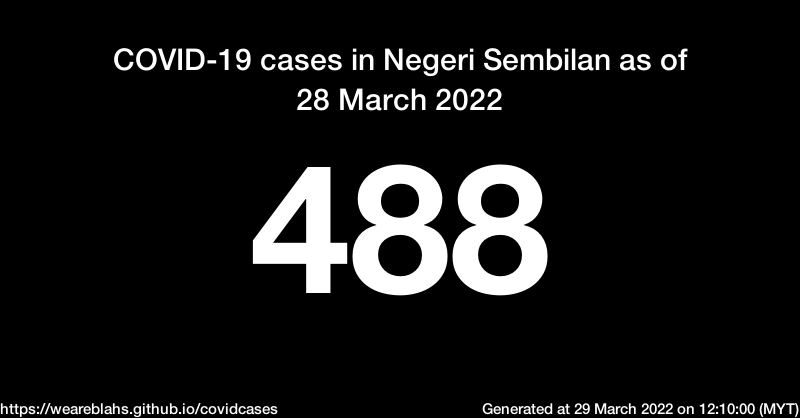 COVID-19 cases in Negeri Sembilan as of
28 March 2022
488
https://weareblahs.github.io/covidcases
Generated at 29 March 2022 on 12:10:00 (MYT)